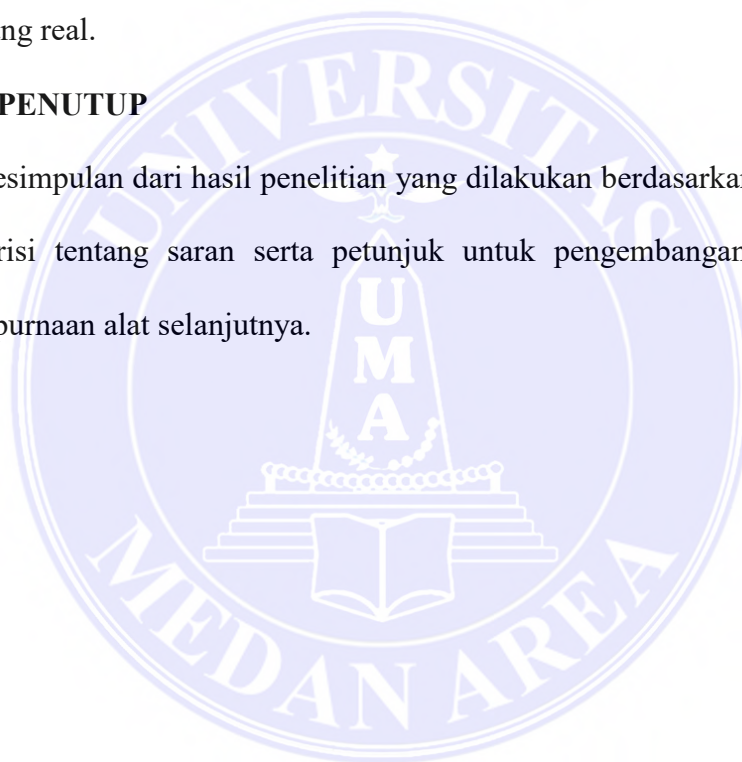 ng real.
PENUTUP
esimpulan dari hasil penelitian yang dilakukan berdasarkan
risi tentang saran serta petunjuk untuk pengembangan
purnaan alat selanjutnya.
UNIVERSITAS
UMA
MEDAN AREA